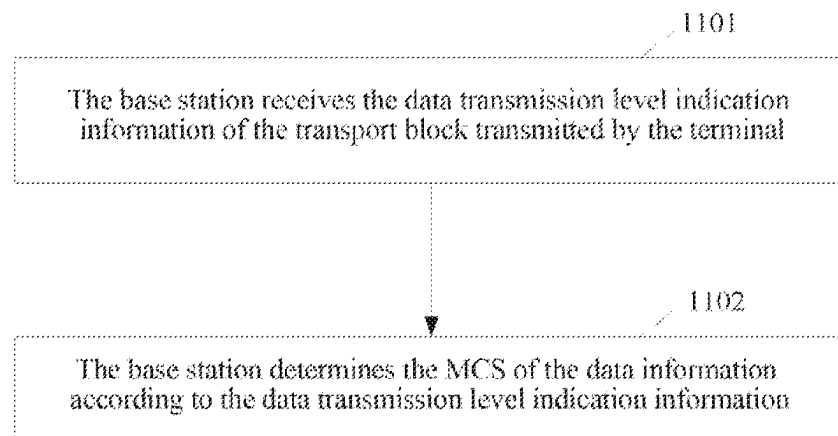 1101
The base station receives the data transmission level indication
information of the transport block transmitted by the terminal
1102
The base station determines the MCS of the data information
according to the data transmission level indication information